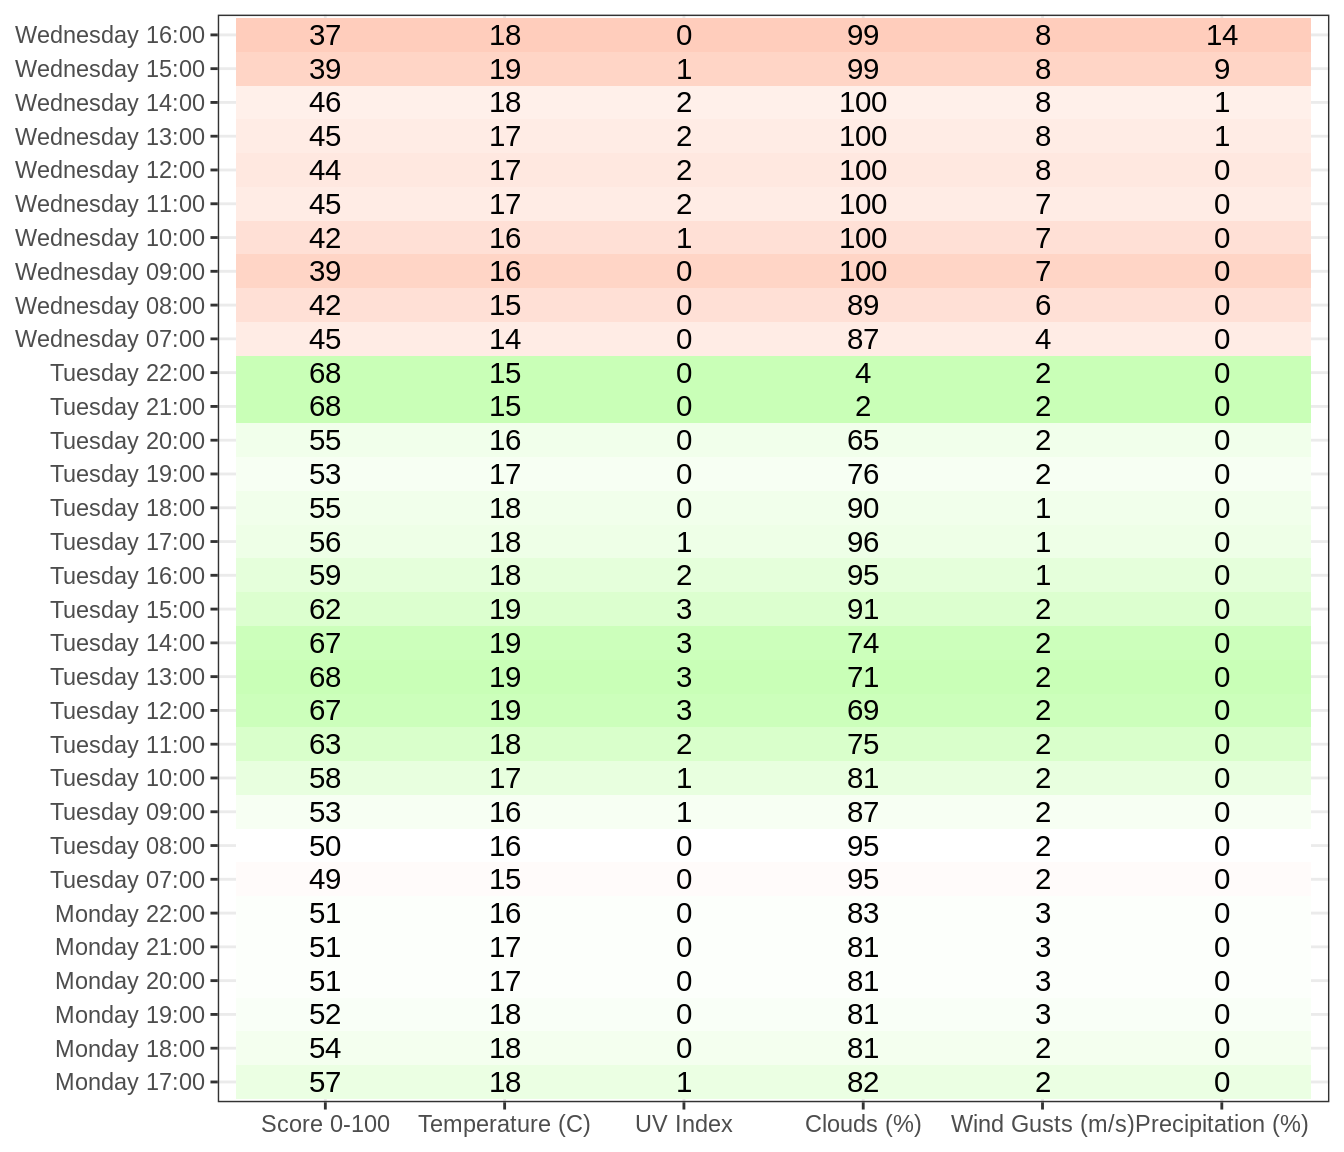 Wednesday 16:00 37 18 0 99 8 14
Wednesday 15:00 39 19 1 99 8 9
Wednesday 14:00 46 18 2 100 8 1
Wednesday 13:00 45 17 2 100 8 1
Wednesday 12:00 44 17 2 100 8 0
Wednesday 11:00 45 17 2 100 7 0
Wednesday 10:00 42 16 1 100 7 0
Wednesday 09:00 39 16 0 100 7 0
Wednesday 08:00 42 15 0 89 6 0
Wednesday 07:00 45 14 0 87 4 0
Tuesday 22:00 68 15 0 4 2 0
Tuesday 21:00 68 15 0 2 2 0
Tuesday 20:00 55 16 0 65 2 0
Tuesday 19:00 53 17 0 76 2 0
Tuesday 18:00 55 18 0 90 1 0
Tuesday 17:00 56 18 1 96 1 0
Tuesday 16:00 59 18 2 95 1 0
Tuesday 15:00 62 19 3 91 2 0
Tuesday 14:00 67 19 3 74 2 0
Tuesday 13:00 68 19 3 71 2 0
Tuesday 12:00 67 19 3 69 2 0
Tuesday 11:00 63 18 2 75 2 0
Tuesday 10:00 58 17 1 81 2 0
Tuesday 09:00 53 16 1 87 2 0
Tuesday 08:00 50 16 0 95 2 0
Tuesday 07:00 49 15 0 95 2 0
Monday 22:00 51 16 0 83 3 0
Monday 21:00 51 17 0 81 3 0
Monday 20:00 51 17 0 81 3 0
Monday 19:00 52 18 0 81 3 0
Monday 18:00 54 18 0 81 2 0
Monday 17:00 57 18 1 82 2 0
Score 0-100 Temperature (C) UV Index Clouds (%) Wind Gusts (m/s) Precipitation (%)